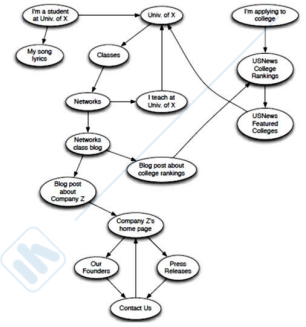 I'm a student
at Univ. of X
Univ. of X
I'm applying to
college
My song
lyrics
Classes
USNews
College
Rankings
Networks
I teach at
Univ. of X
USNews
Featured
Colleges
Networks
class blog
Blog post about
college rankings
Blog post
about
Company Z
Company Z's
home page
Our
Founders
Press
Releases
Contact Us